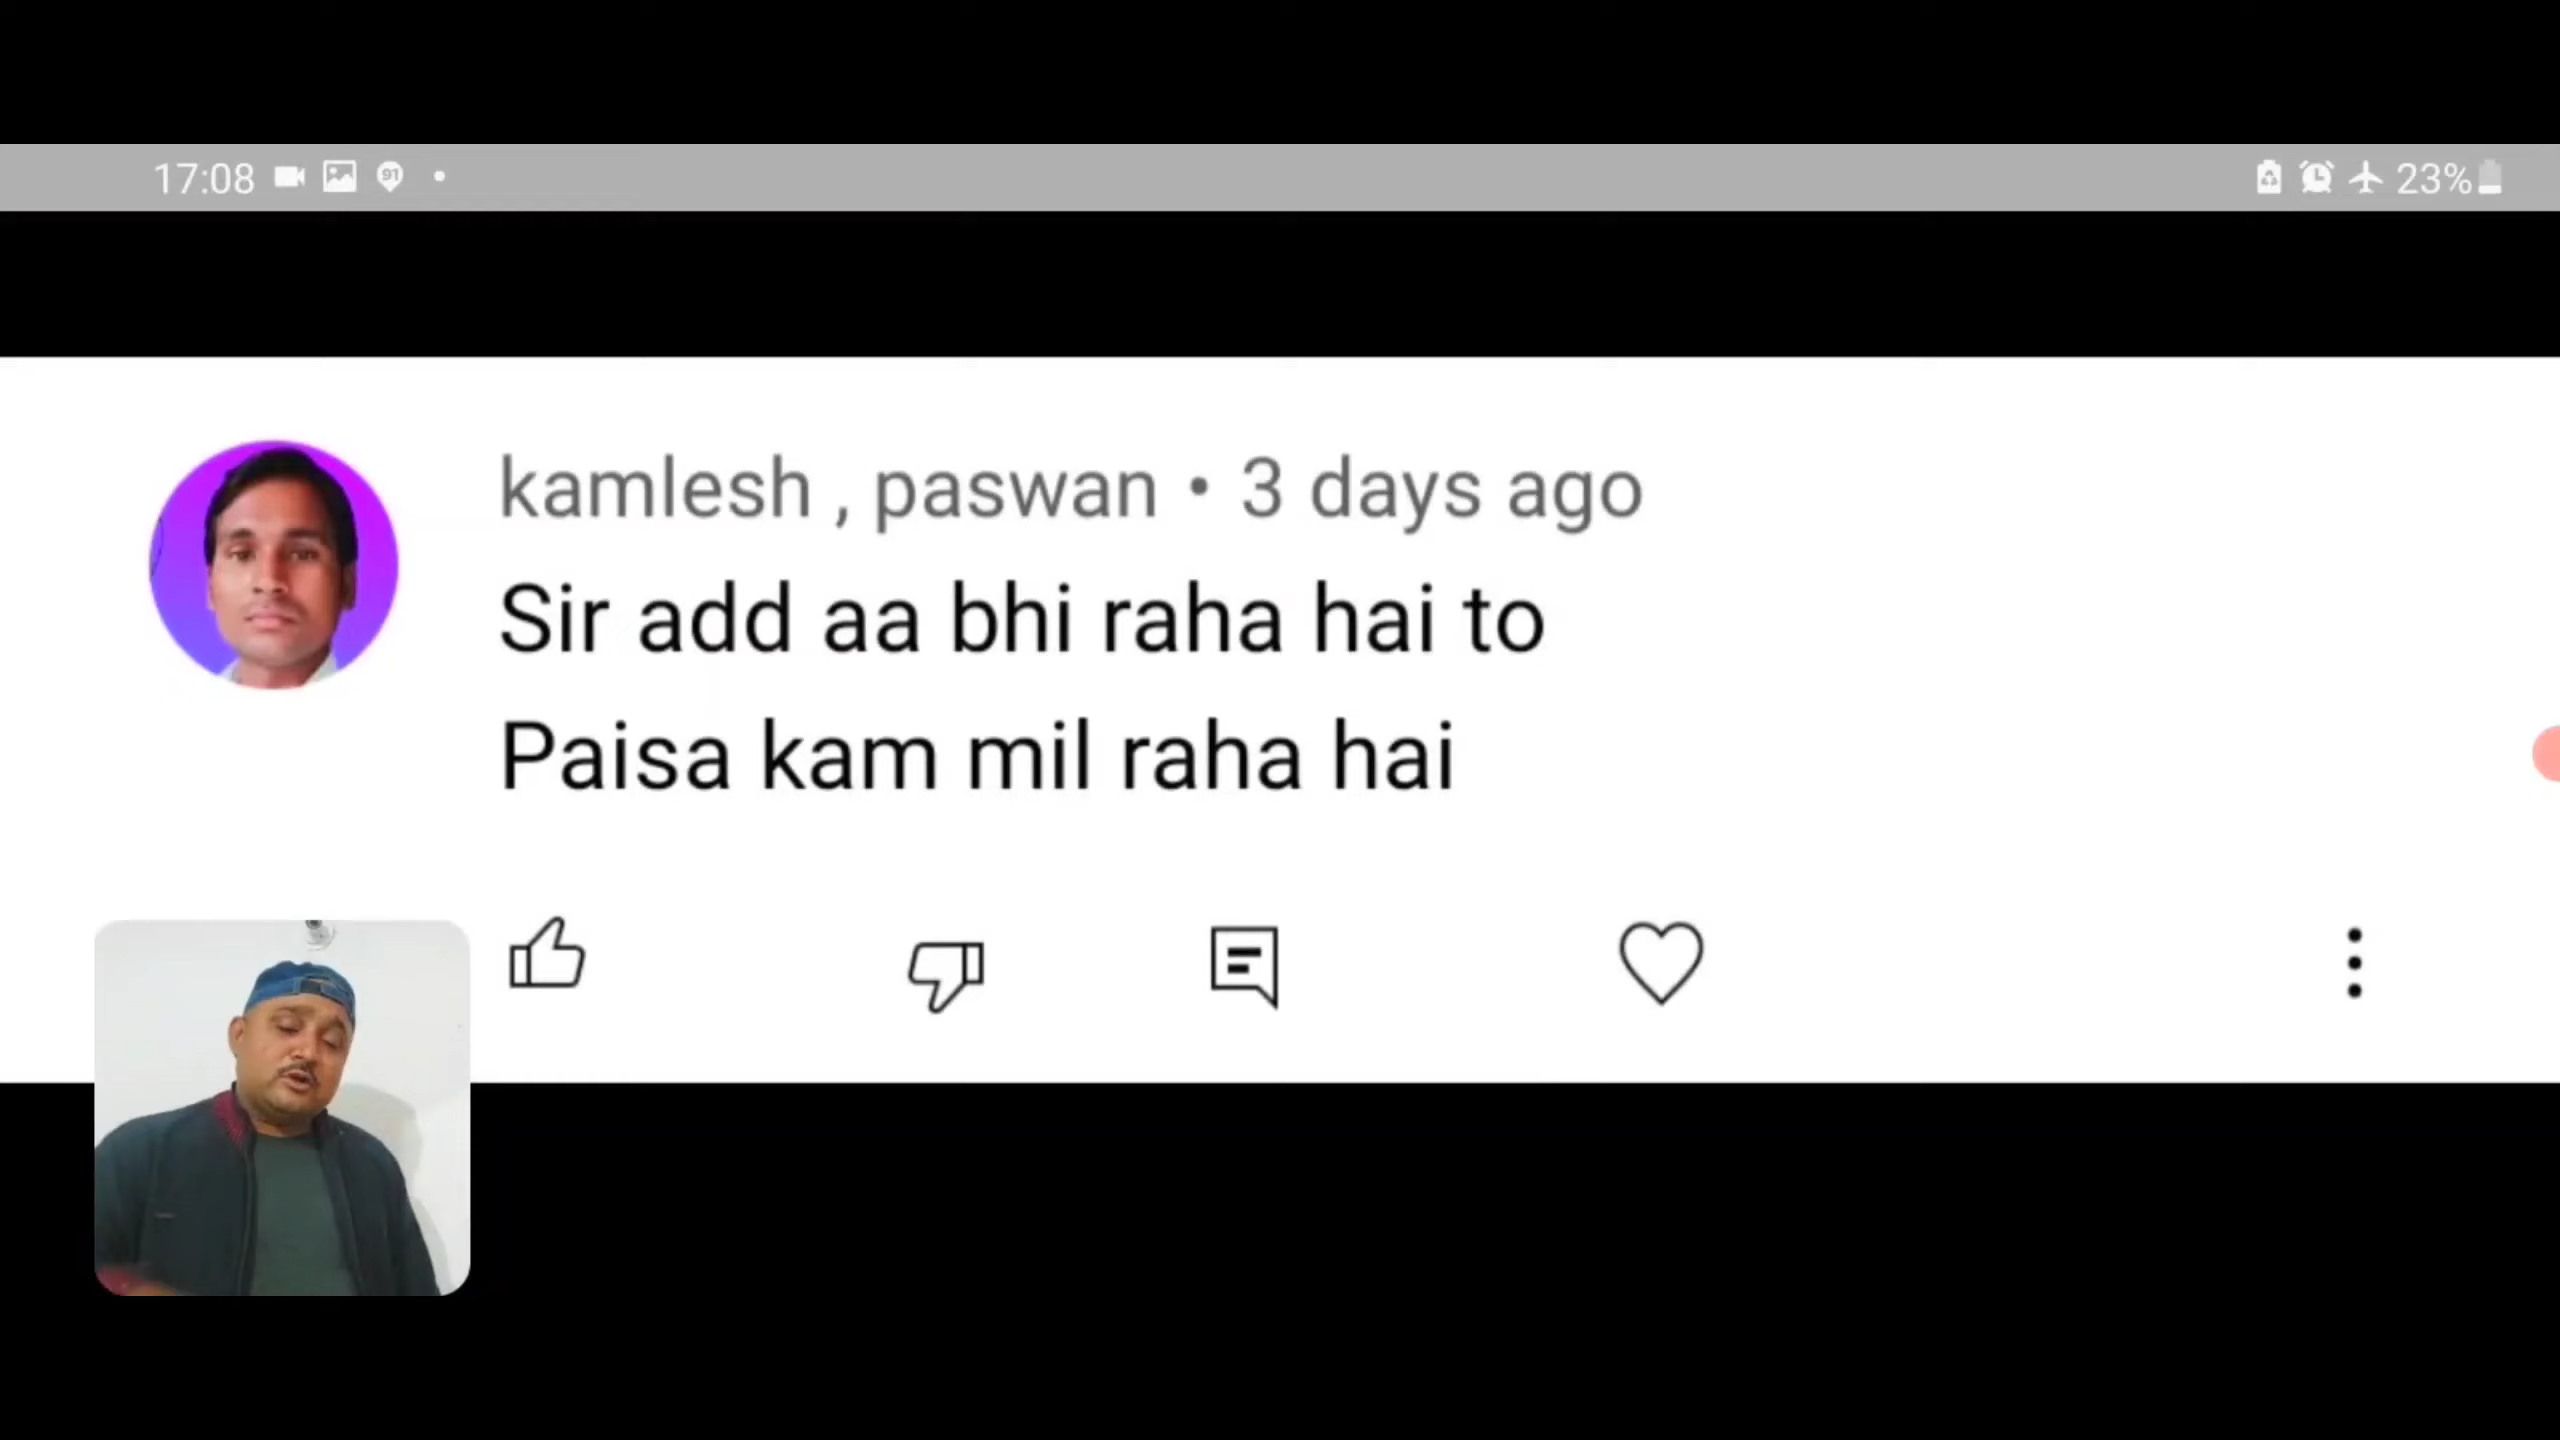 17:08 91 23%
kamlesh , paswan • 3 days ago
Sir add aa bhi raha hai to
Paisa kam mil raha hai